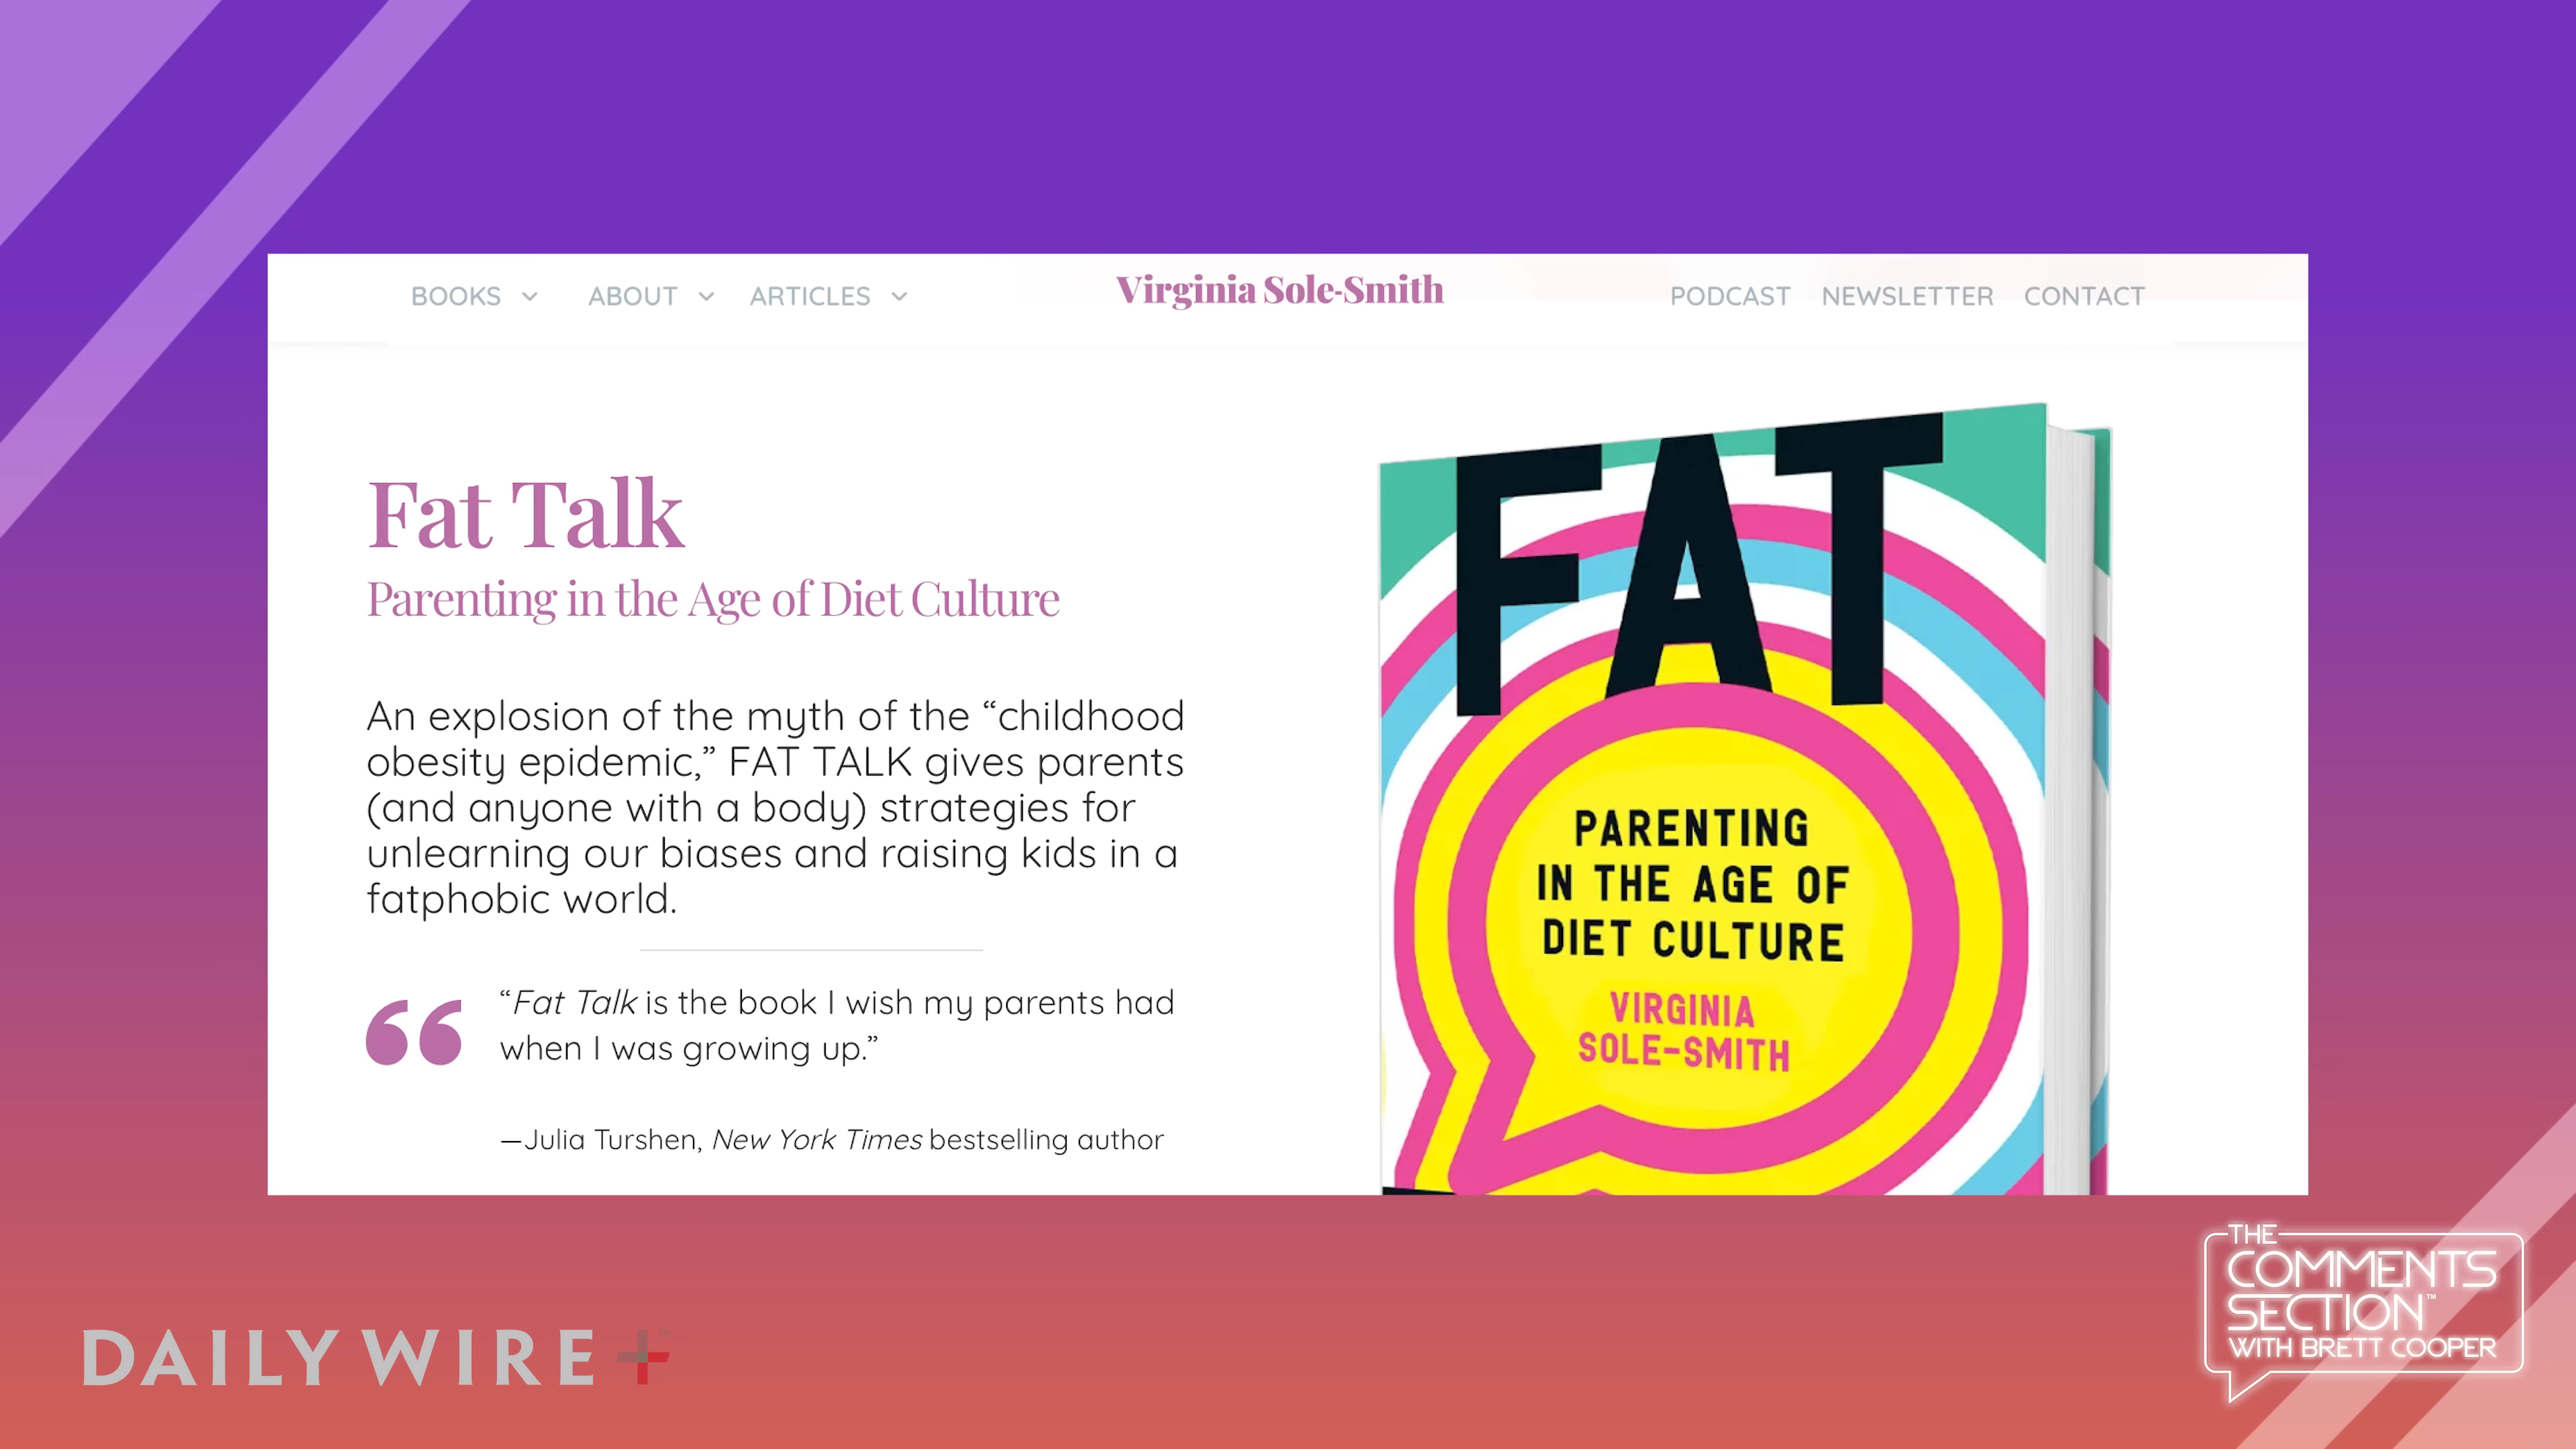 BOOKS ABOUT ARTICLES Virginia Sole-Smith PODCAST NEWSLETTER CONTACT
Fat Talk
Parenting in the Age of Diet Culture
An explosion of the myth of the “childhood
obesity epidemic,” FAT TALK gives parents
(and anyone with a body) strategies for
unlearning our biases and raising kids in a
fatphobic world.
“Fat Talk is the book I wish my parents had
when I was growing up.”
—Julia Turshen, New York Times bestselling author
FAT
PARENTING
IN THE AGE OF
DIET CULTURE
VIRGINIA
SOLE-SMITH
DAILY WIRE +
THE
COMMENTS
SECTION™
WITH BRETT COOPER